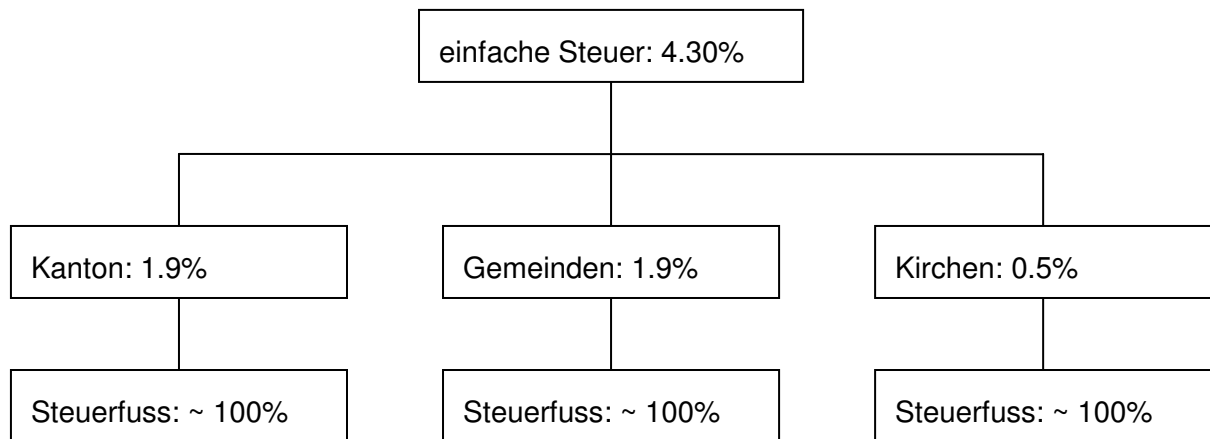 einfache Steuer: 4.30%
Kanton: 1.9%
Gemeinden: 1.9%
Kirchen: 0.5%
Steuerfuss: ~ 100%
Steuerfuss: ~ 100%
Steuerfuss: ~ 100%